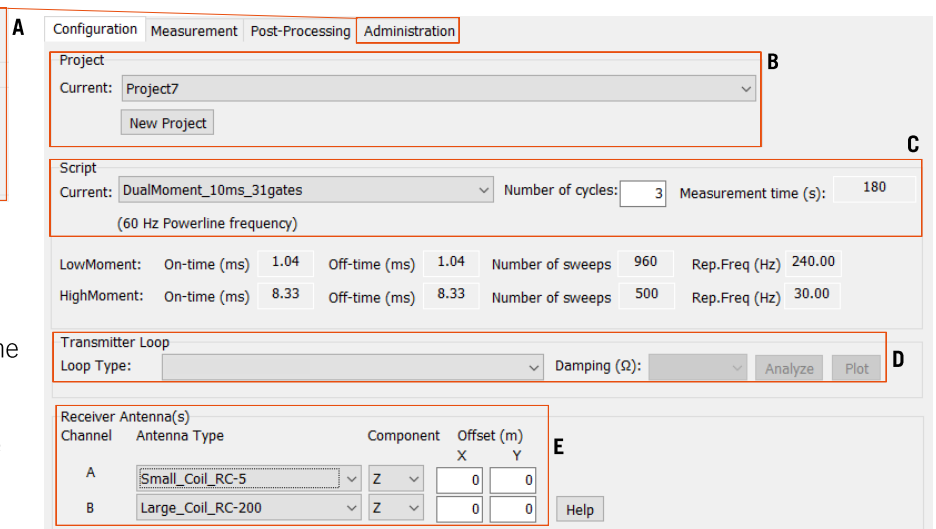 A Configuration Measurement Post-Processing Administration
Project
B
Current: Project7
New Project
C
Script
Current: DualMoment_10ms_31gates Number of cycles: 3 Measurement time (s): 180
(60 Hz Powerline frequency)
LowMoment: On-time (ms) 1.04 Off-time (ms) 1.04 Number of sweeps 960 Rep.Freq (Hz) 240.00
HighMoment: On-time (ms) 8.33 Off-time (ms) 8.33 Number of sweeps 500 Rep.Freq (Hz) 30.00
Transmitter Loop
Loop Type: Damping (Ω): Analyze Plot D
Receiver Antenna(s)
Channel Antenna Type Component Offset (m)
X Y
E
A Small_Coil_RC-5 Z 0 0
B Large_Coil_RC-200 Z 0 0 Help